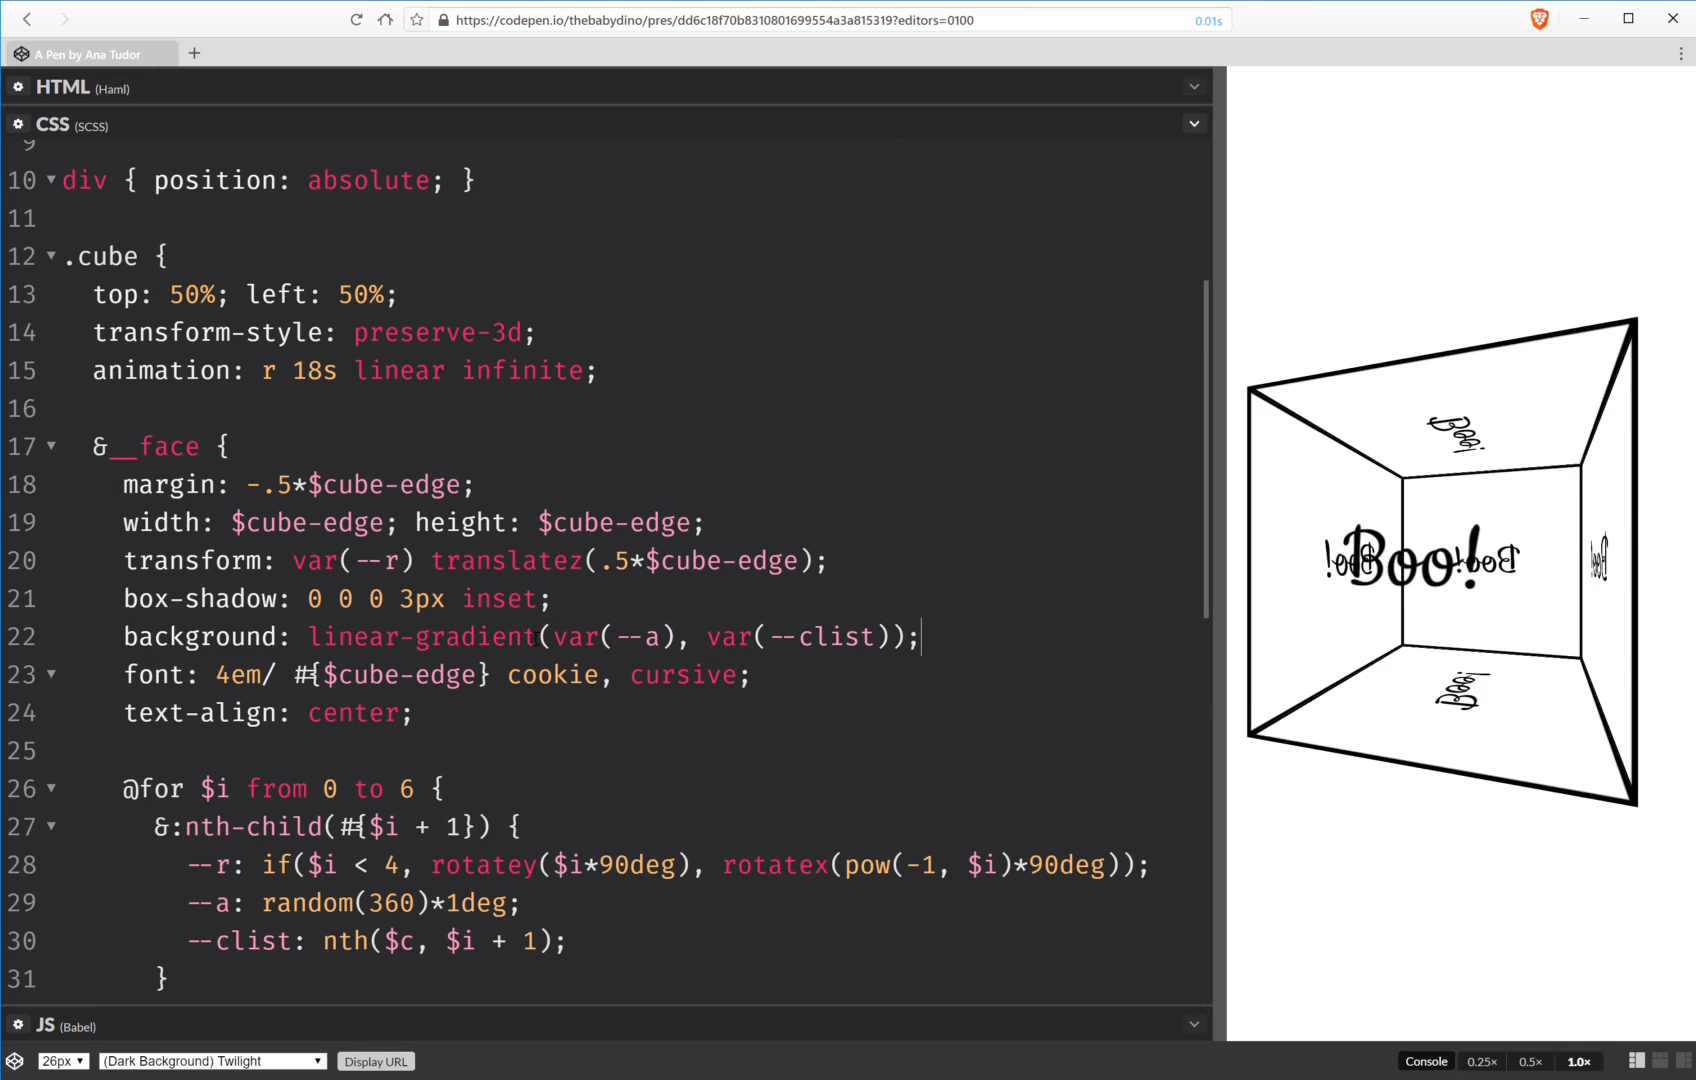 https://codepen.io/thebabydino/pres/dd6c18f70b8310801699554a3a815319?editors=0100
0.01s
A Pen by Ana Tudor
HTML (Haml)
CSS (SCSS)
9
10 div { position: absolute; }
11
12 .cube {
13 top: 50%; left: 50%;
14 transform-style: preserve-3d;
15 animation: r 18s linear infinite;
16
17 &__face {
18 margin: -.5*$cube-edge;
19 width: $cube-edge; height: $cube-edge;
20 transform: var(--r) translatez(.5*$cube-edge);
21 box-shadow: 0 0 0 3px inset;
22 background: linear-gradient(var(--a), var(--clist));
23 font: 4em/ #{$cube-edge} cookie, cursive;
24 text-align: center;
25
26 @for $i from 0 to 6 {
27 &:nth-child(#{$i + 1}) {
28 --r: if($i < 4, rotatey($i*90deg), rotatex(pow(-1, $i)*90deg));
29 --a: random(360)*1deg;
30 --clist: nth($c, $i + 1);
31 }
Boo!
Boo!
Boo!
Boo!
Boo!
Boo!
JS (Babel)
26px
(Dark Background) Twilight
Display URL
Console
0.25×
0.5×
1.0×